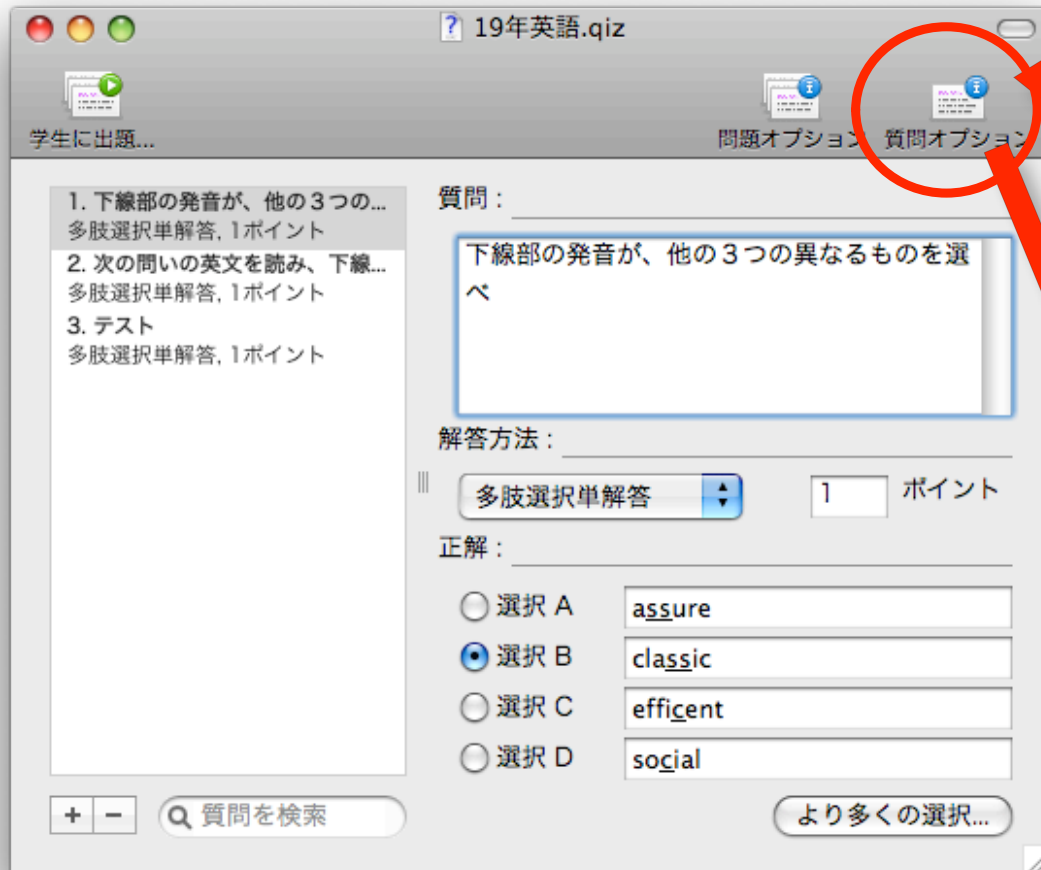 19年英語.qiz
学生に出題...
問題オプション
質問オプション
1. 下線部の発音が、他の３つの...
多肢選択単解答, 1ポイント
2. 次の問いの英文を読み、下線...
多肢選択単解答, 1ポイント
3. テスト
多肢選択単解答, 1ポイント
質問 :
下線部の発音が、他の３つの異なるものを選
べ
解答方法 :
多肢選択単解答
1
ポイント
正解 :
選択 A
assure
選択 B
classic
選択 C
efficent
選択 D
social
質問を検索
より多くの選択...